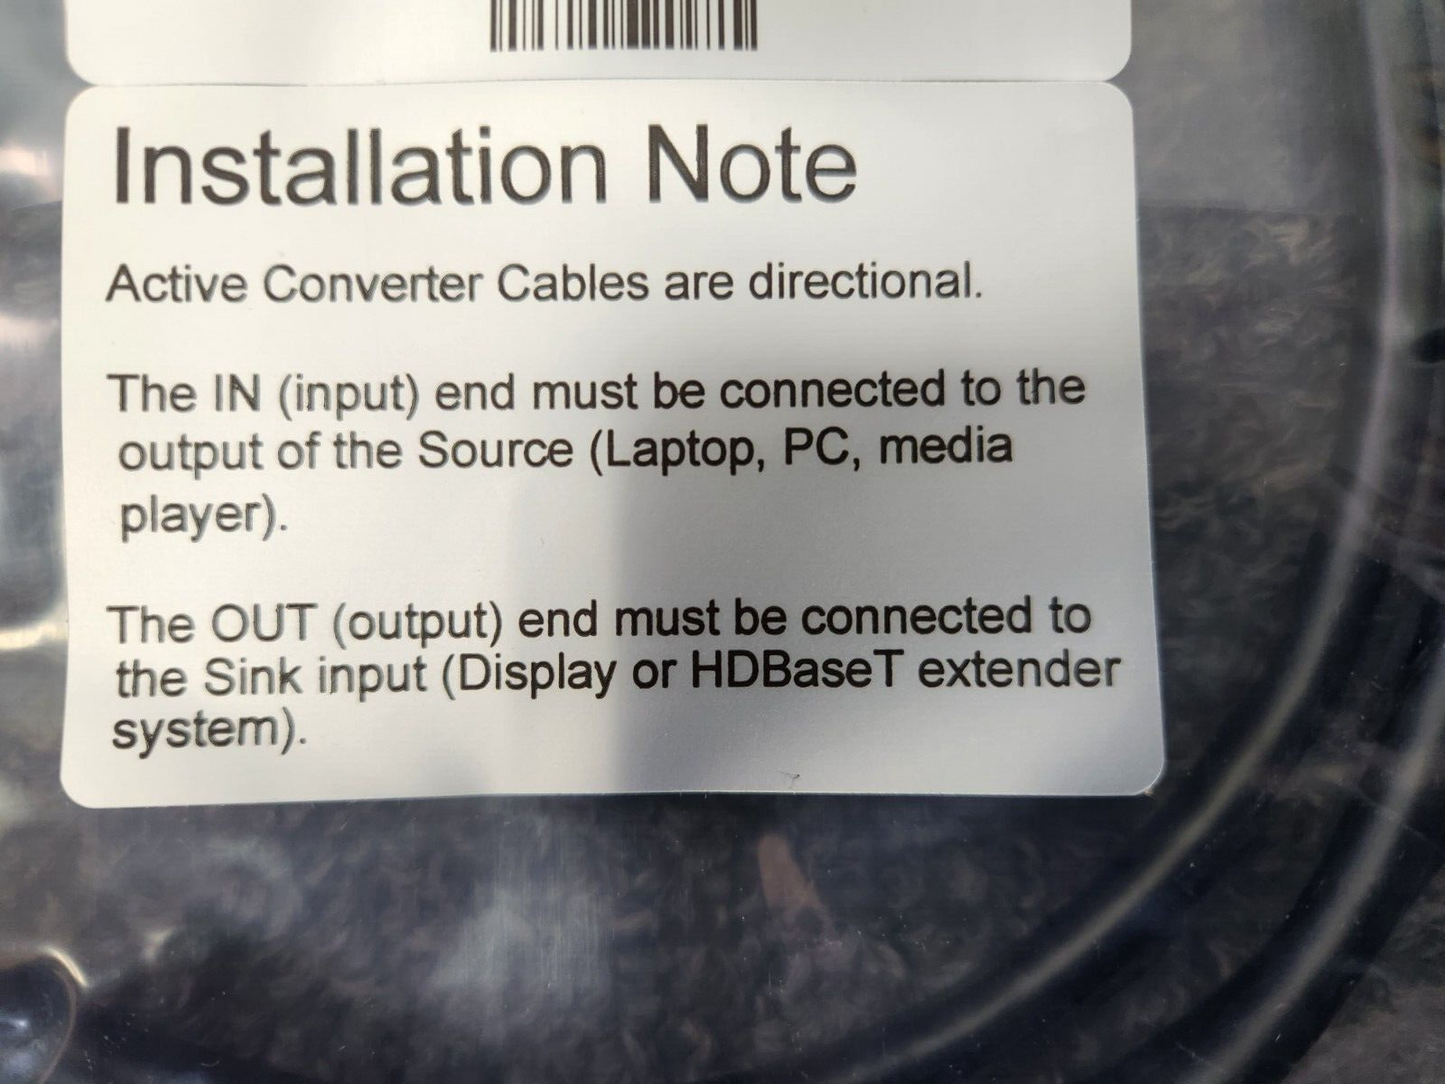 Installation Note
Active Converter Cables are directional.
The IN (input) end must be connected to the
output of the Source (Laptop, PC, media
player).
The OUT (output) end must be connected to
the Sink input (Display or HDBaseT extender
system).